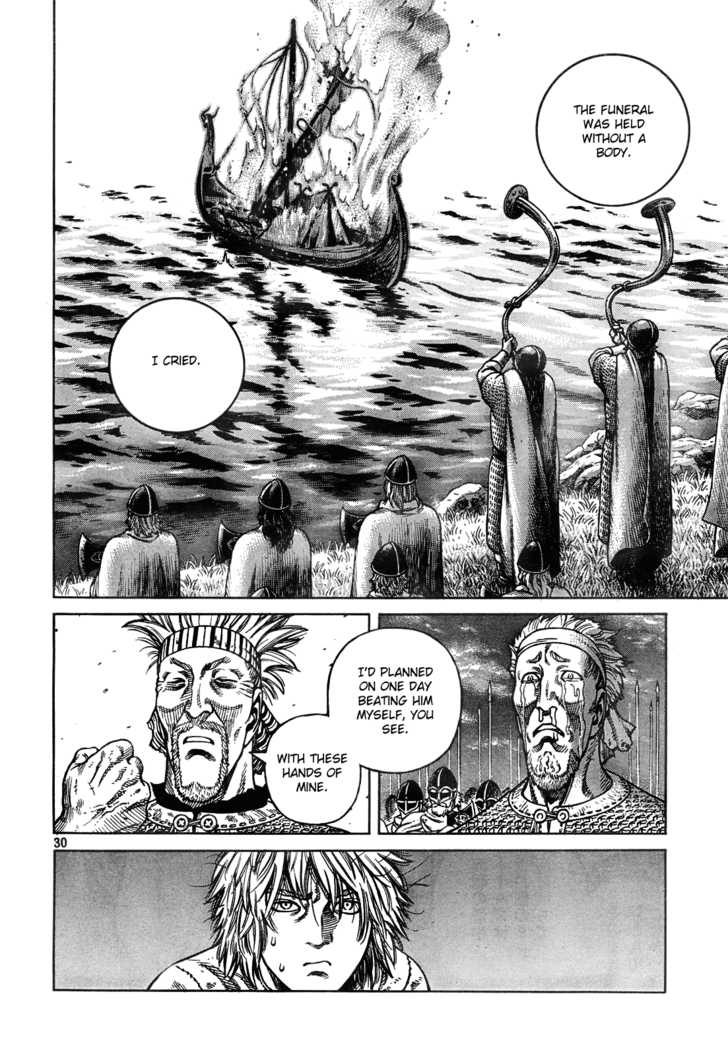 THE FUNERAL
WAS HELD
WITHOUT A
BODY.
I CRIED.
I'D PLANNED
ON ONE DAY
BEATING HIM
MYSELF, YOU
SEE.
WITH THESE
HANDS OF
MINE.
30